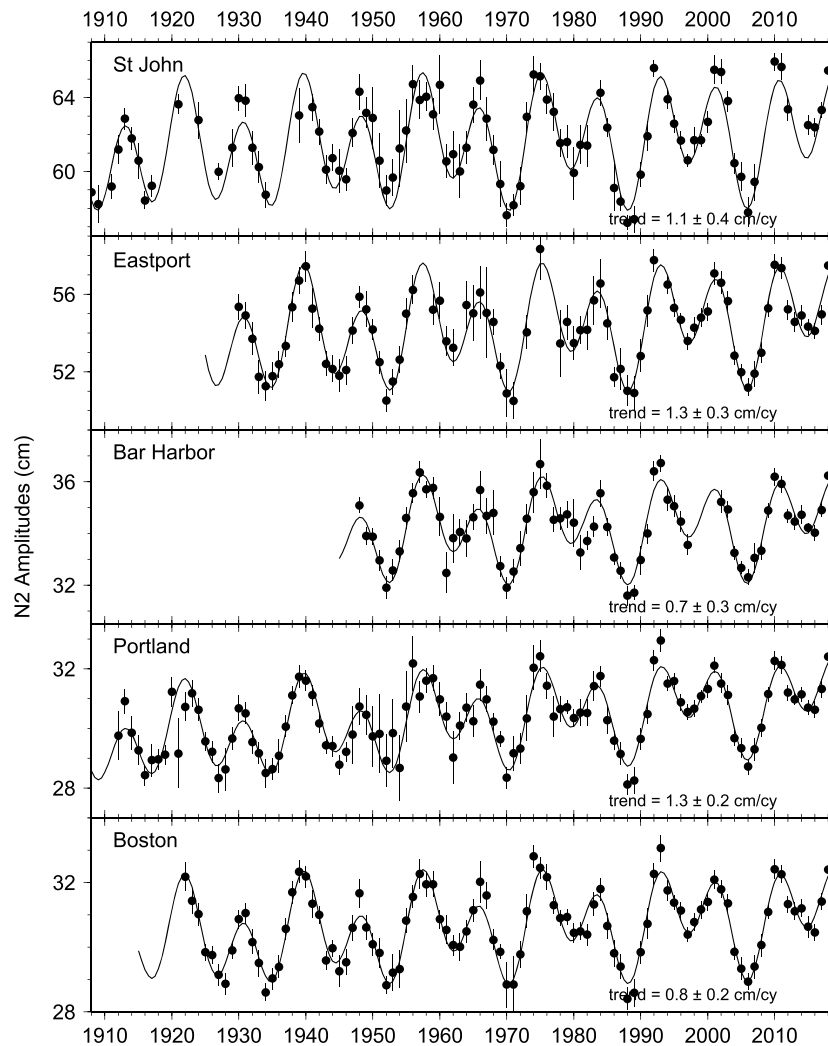 1910 1920 1930 1940 1950 1960 1970 1980 1990 2000 2010
St John
64
60
trend = 1.1 ± 0.4 cm/cy
Eastport
56
52
trend = 1.3 ± 0.3 cm/cy
Bar Harbor
36
32
trend = 0.7 ± 0.3 cm/cy
N2 Amplitudes (cm)
Portland
32
28
trend = 1.3 ± 0.2 cm/cy
Boston
32
28
trend = 0.8 ± 0.2 cm/cy
1910 1920 1930 1940 1950 1960 1970 1980 1990 2000 2010